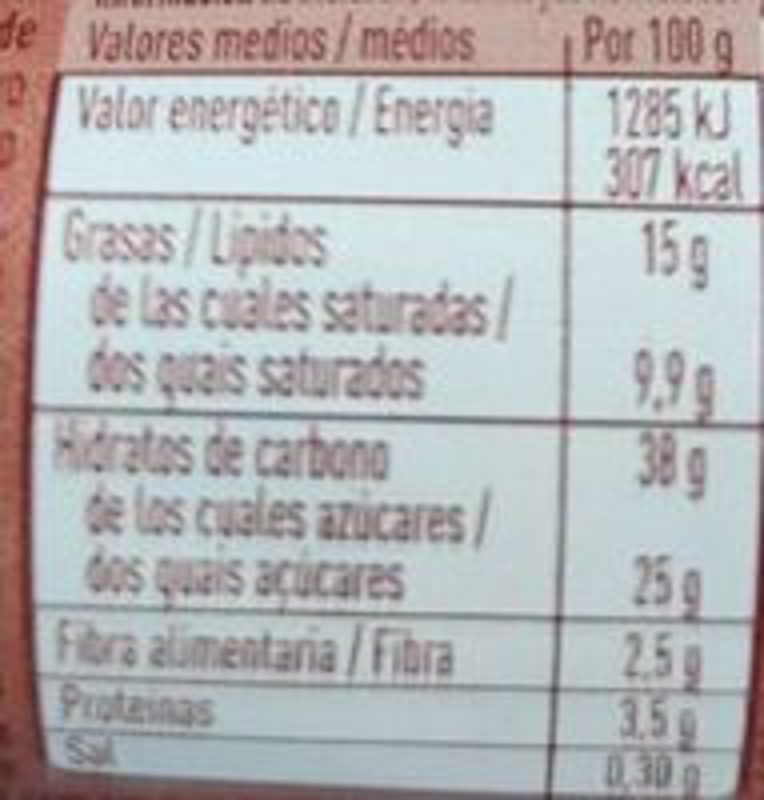 de
Valores medios / médios Por 100 g
Valor energético / Energia 1285 kJ
307 kcal
Grasas / Lípidos 15 g
de las cuales saturadas /
dos quais saturados 9,9 g
Hidratos de carbono 38 g
de los cuales azúcares /
dos quais açúcares 25 g
Fibra alimentaria / Fibra 2,5 g
Proteínas 3,5 g
Sal 0,30 g